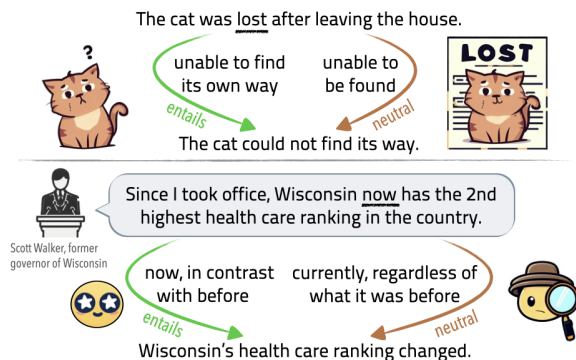 The cat was lost after leaving the house.
?
unable to find
its own way
unable to
be found
LOST
entails
neutral
The cat could not find its way.
Since I took office, Wisconsin now has the 2nd
highest health care ranking in the country.
Scott Walker, former
governor of Wisconsin
now, in contrast
with before
currently, regardless of
what it was before
entails
neutral
Wisconsin's health care ranking changed.